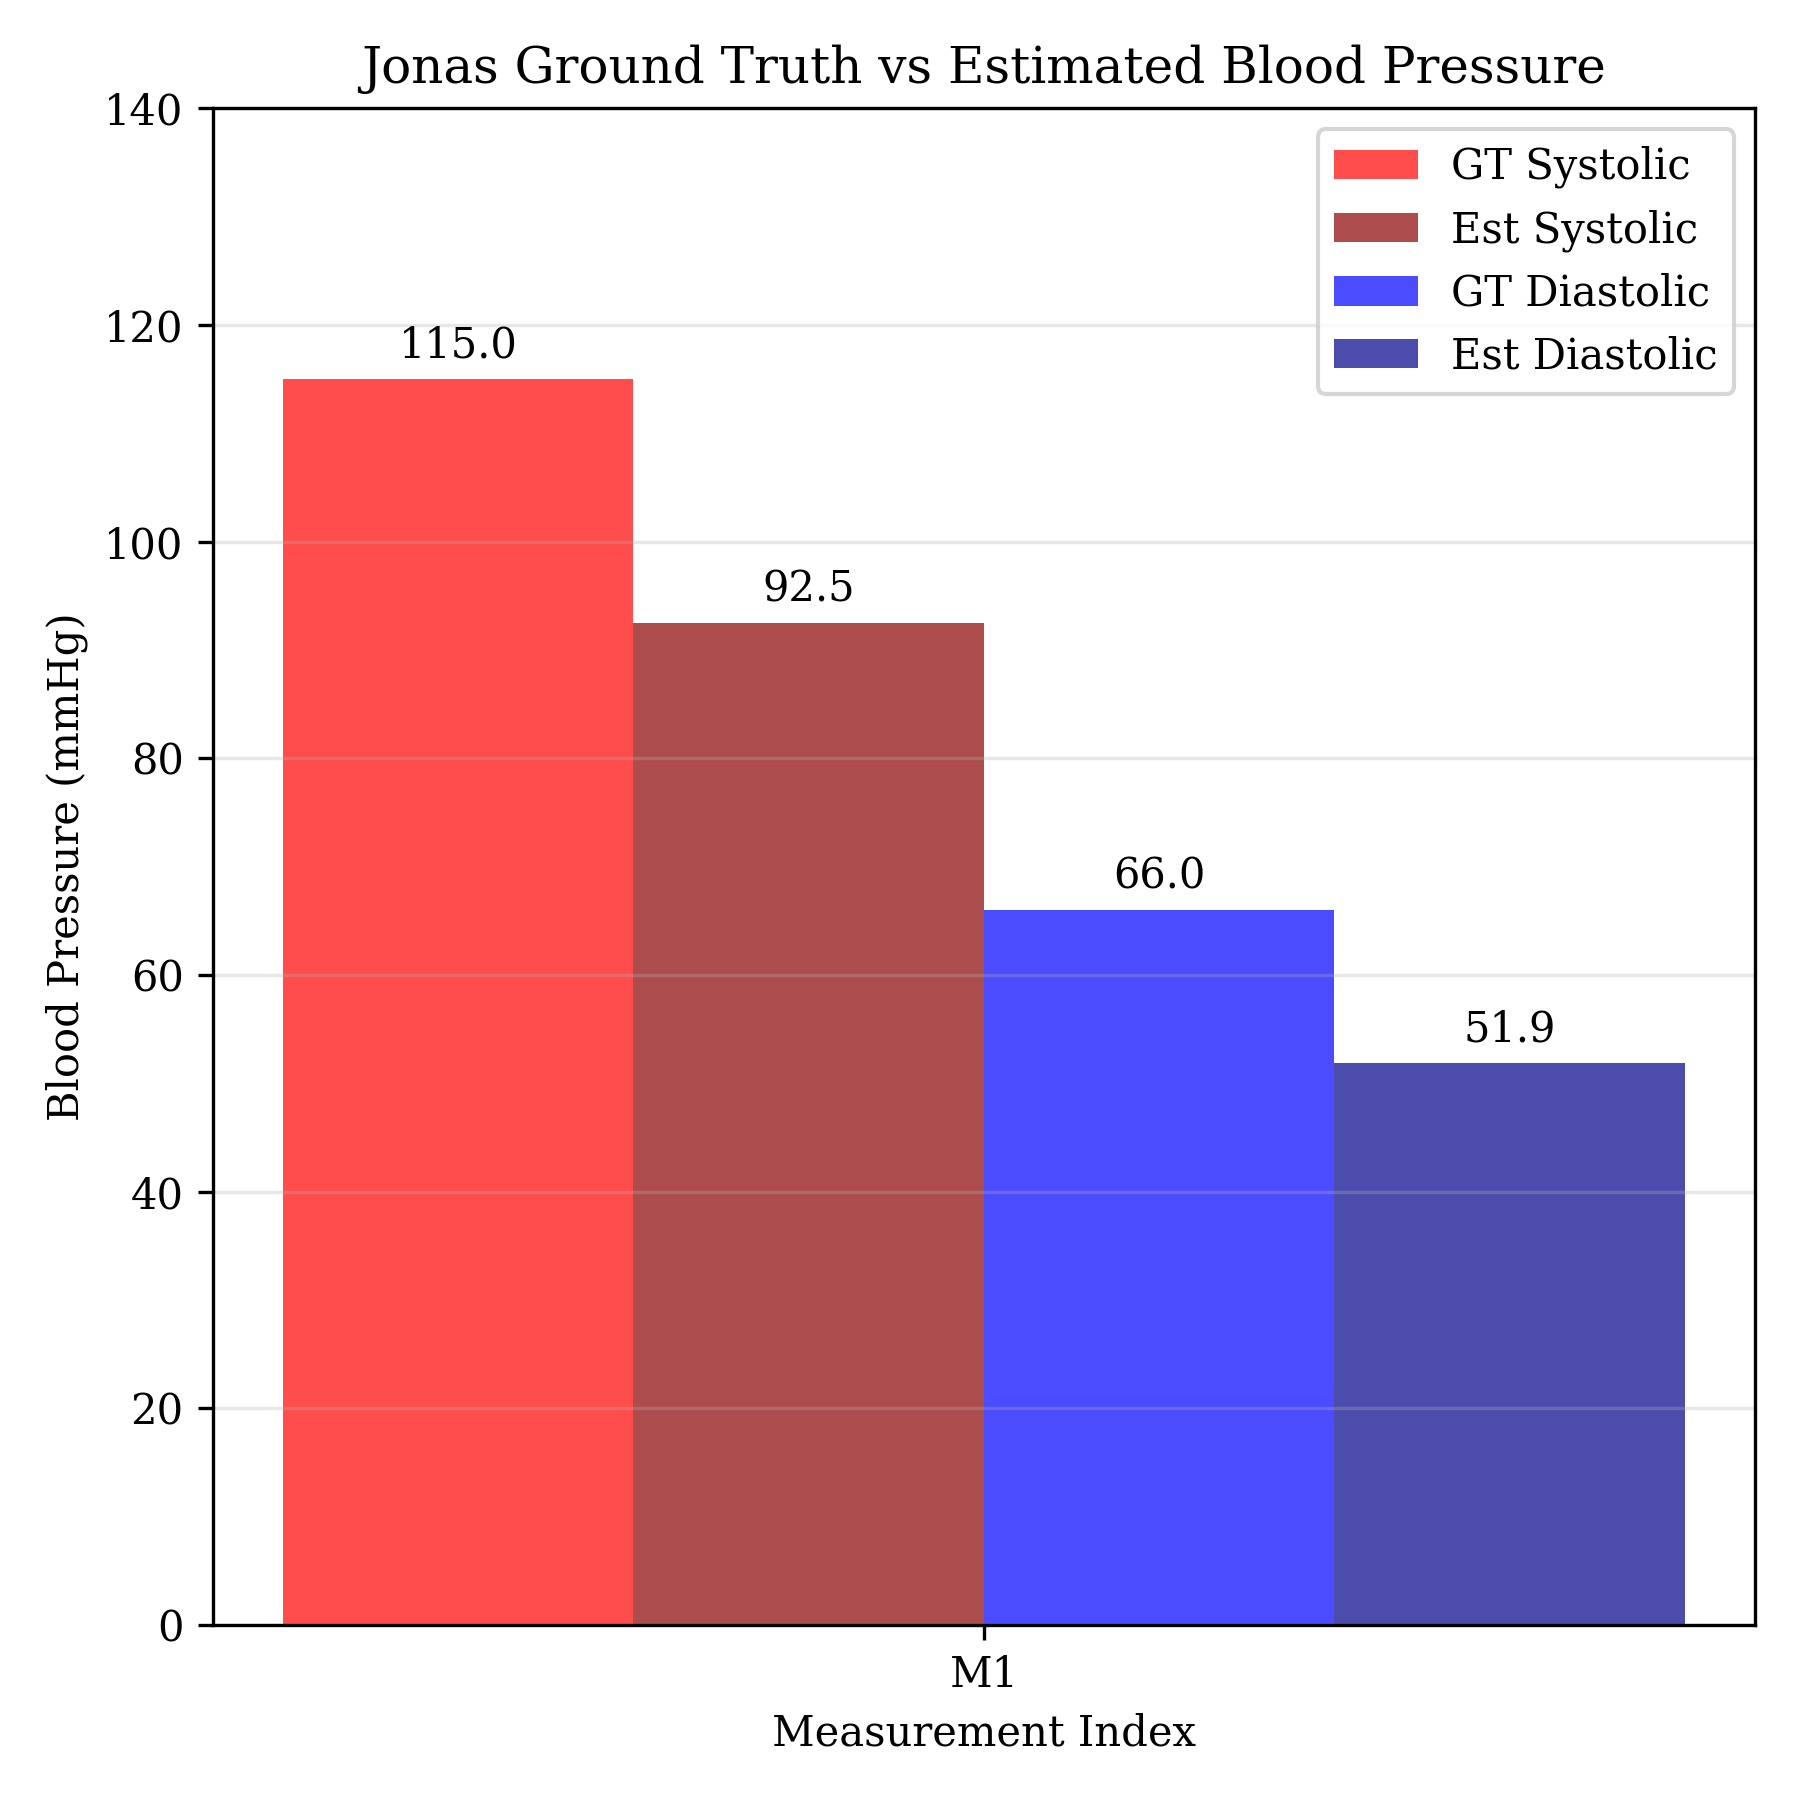 Jonas Ground Truth vs Estimated Blood Pressure
140
120
100
80
60
40
20
0
Blood Pressure (mmHg)
GT Systolic
Est Systolic
GT Diastolic
Est Diastolic
115.0
92.5
66.0
51.9
M1
Measurement Index